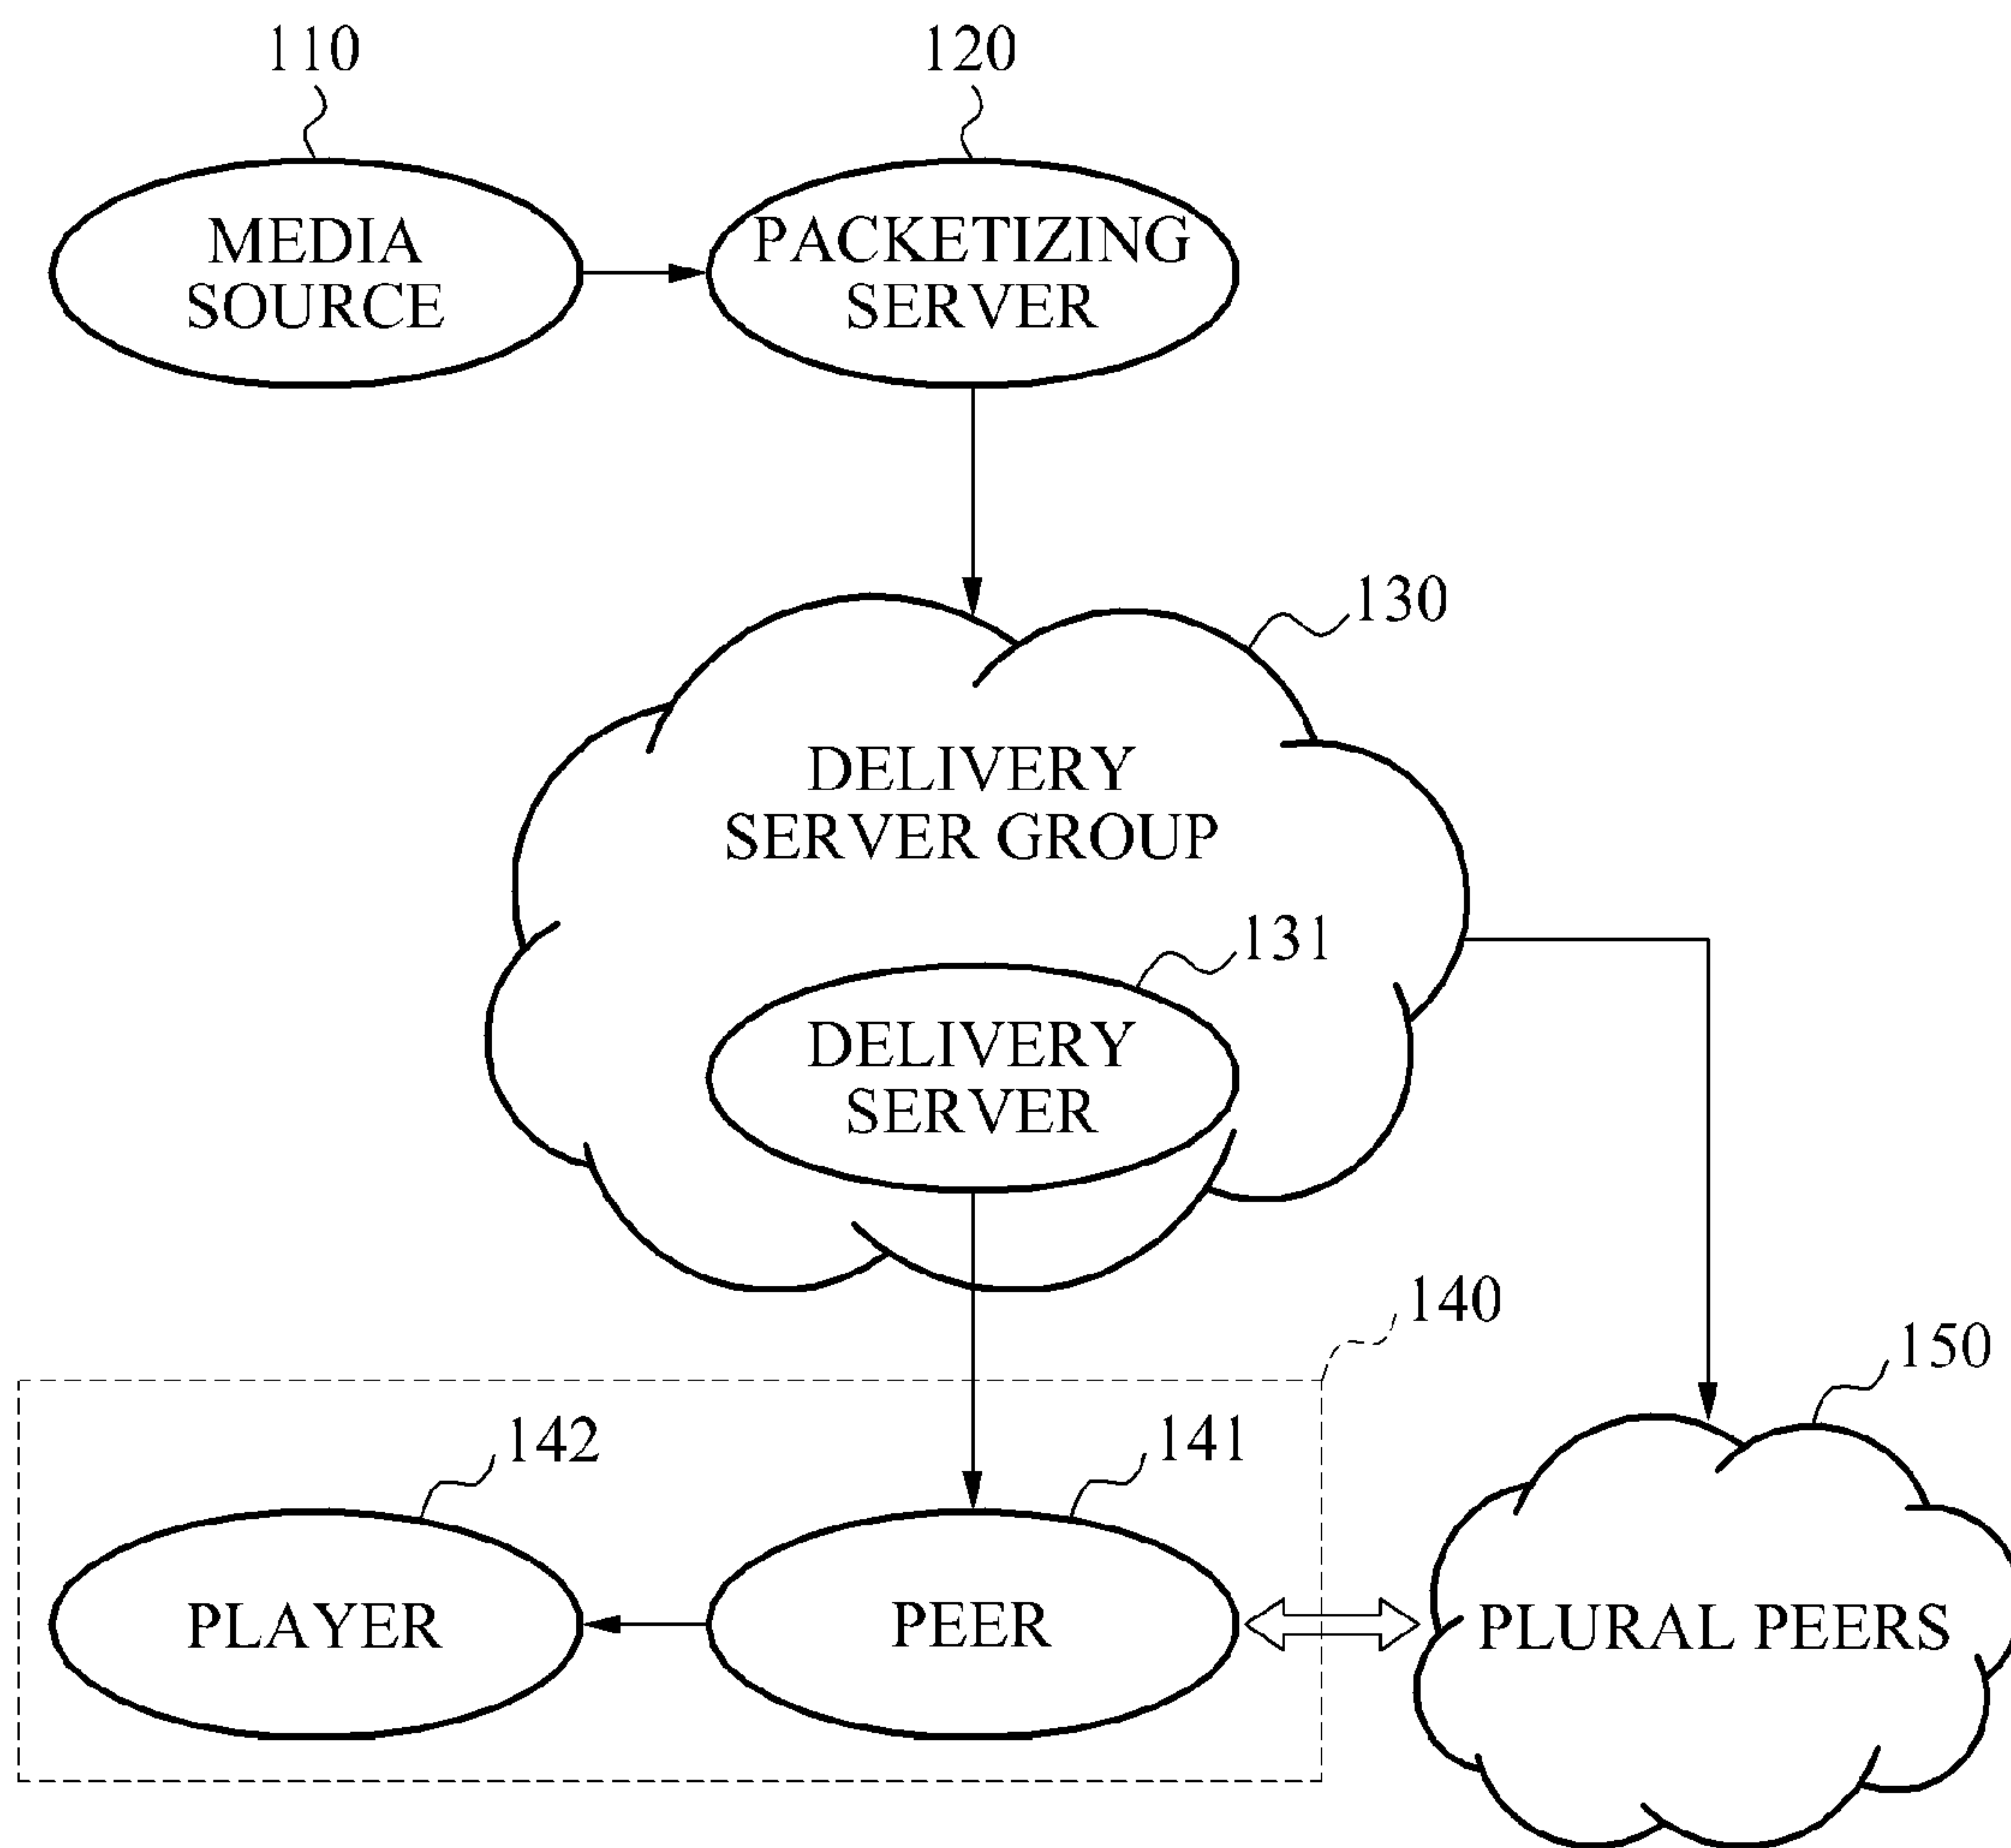 110
120
MEDIA
SOURCE
PACKETIZING
SERVER
130
DELIVERY
SERVER GROUP
131
DELIVERY
SERVER
140
150
142
141
PLAYER
PEER
PLURAL PEERS